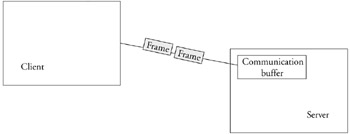 Client
Frame
Frame
Communication
buffer
Server